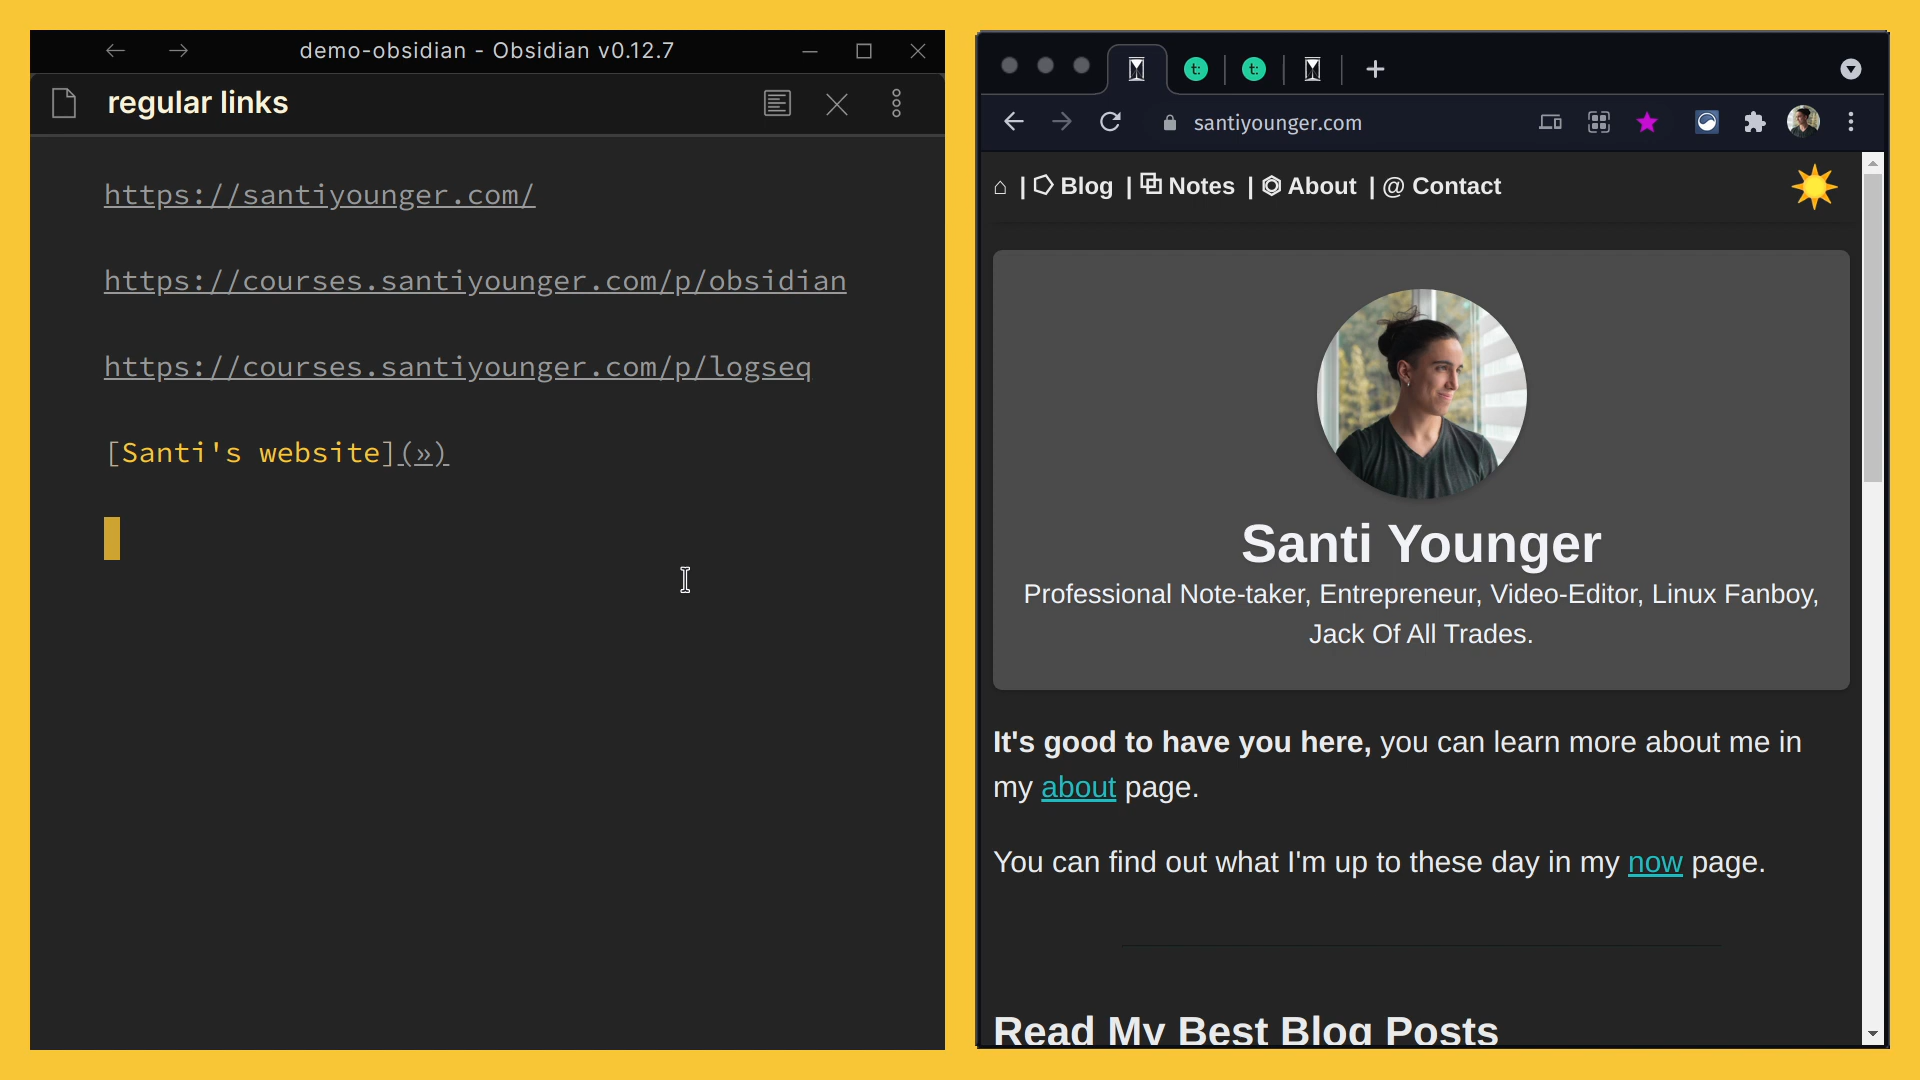 demo-obsidian - Obsidian v0.12.7
regular links
https://santiyounger.com/
https://courses.santiyounger.com/p/obsidian
https://courses.santiyounger.com/p/logseq
[Santi's website](»)
t: t:
santiyounger.com
⌂ | Blog | Notes | About | @ Contact
Santi Younger
Professional Note-taker, Entrepreneur, Video-Editor, Linux Fanboy,
Jack Of All Trades.
It's good to have you here, you can learn more about me in
my about page.
You can find out what I'm up to these day in my now page.
Read My Best Blog Posts